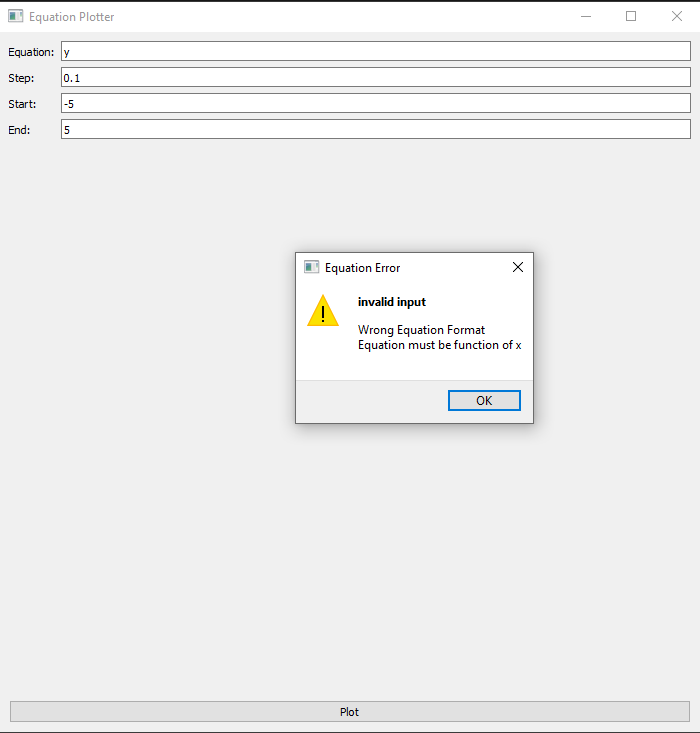 Equation Plotter
Equation: y
Step: 0.1
Start: -5
End: 5
Equation Error
invalid input
Wrong Equation Format
Equation must be function of x
OK
Plot